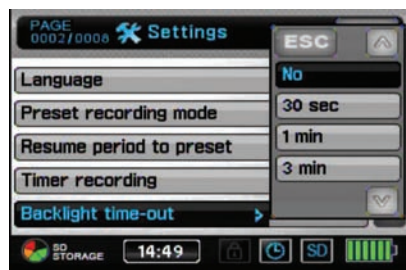 PAGE
0002/0008 Settings
ESC
Language
Preset recording mode
Resume period to preset
Timer recording
Backlight time-out >
No
30 sec
1 min
3 min
SD
STORAGE 14:49 SD